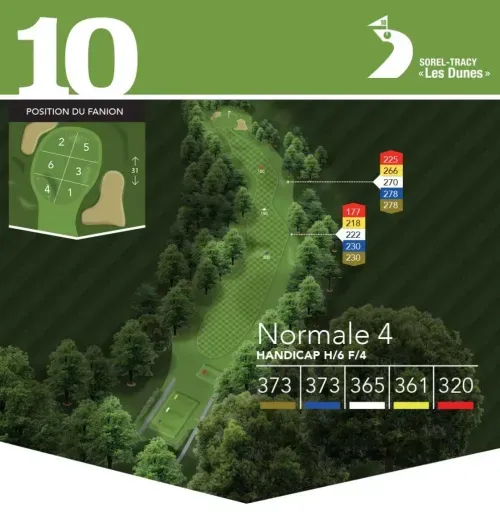 10
SOREL-TRACY
« Les Dunes »
POSITION DU FANION
2 5
6 3
4 1
31
225
266
270
278
278
177
218
222
230
230
Normale 4
HANDICAP H/6 F/4
373 373 365 361 320